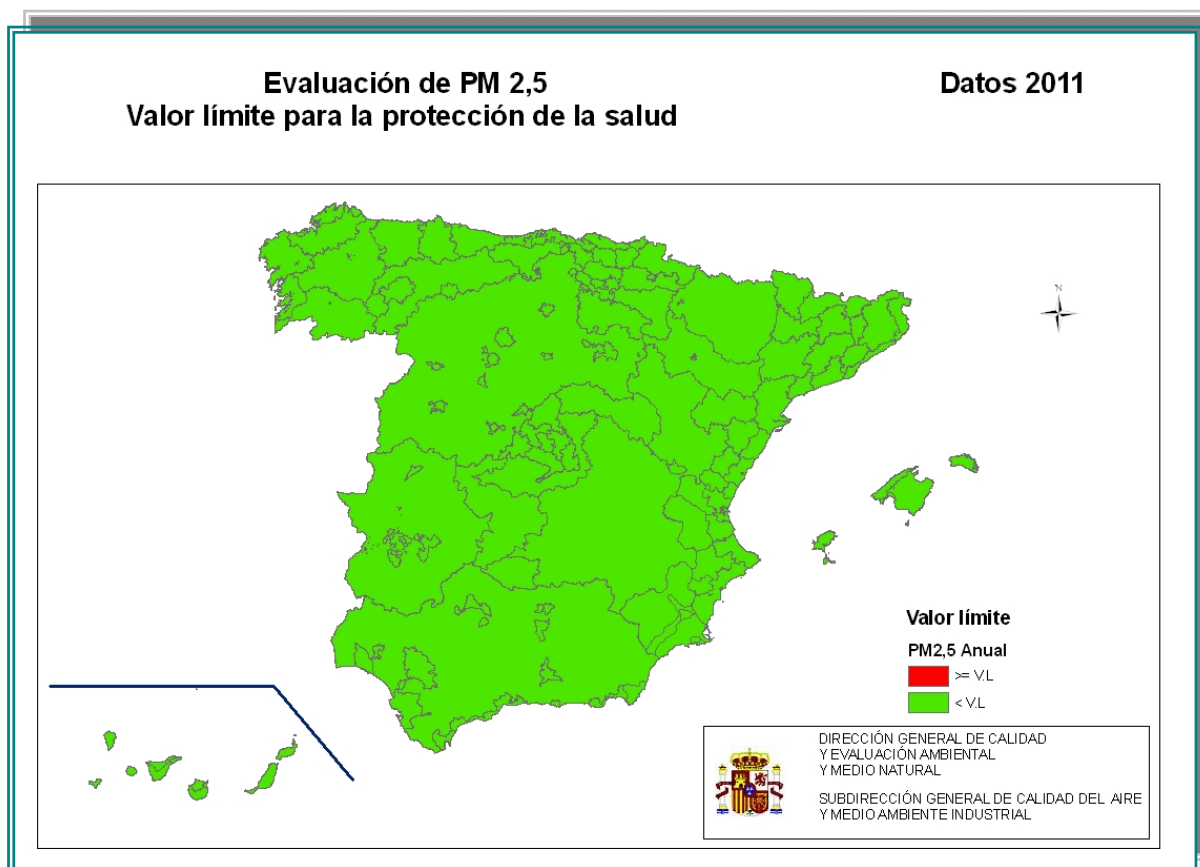 Evaluación de PM 2,5
Valor límite para la protección de la salud
Datos 2011
N
Valor límite
PM2,5 Anual
>= V.L
< V.L
DIRECCIÓN GENERAL DE CALIDAD
Y EVALUACIÓN AMBIENTAL
Y MEDIO NATURAL
SUBDIRECCIÓN GENERAL DE CALIDAD DEL AIRE
Y MEDIO AMBIENTE INDUSTRIAL